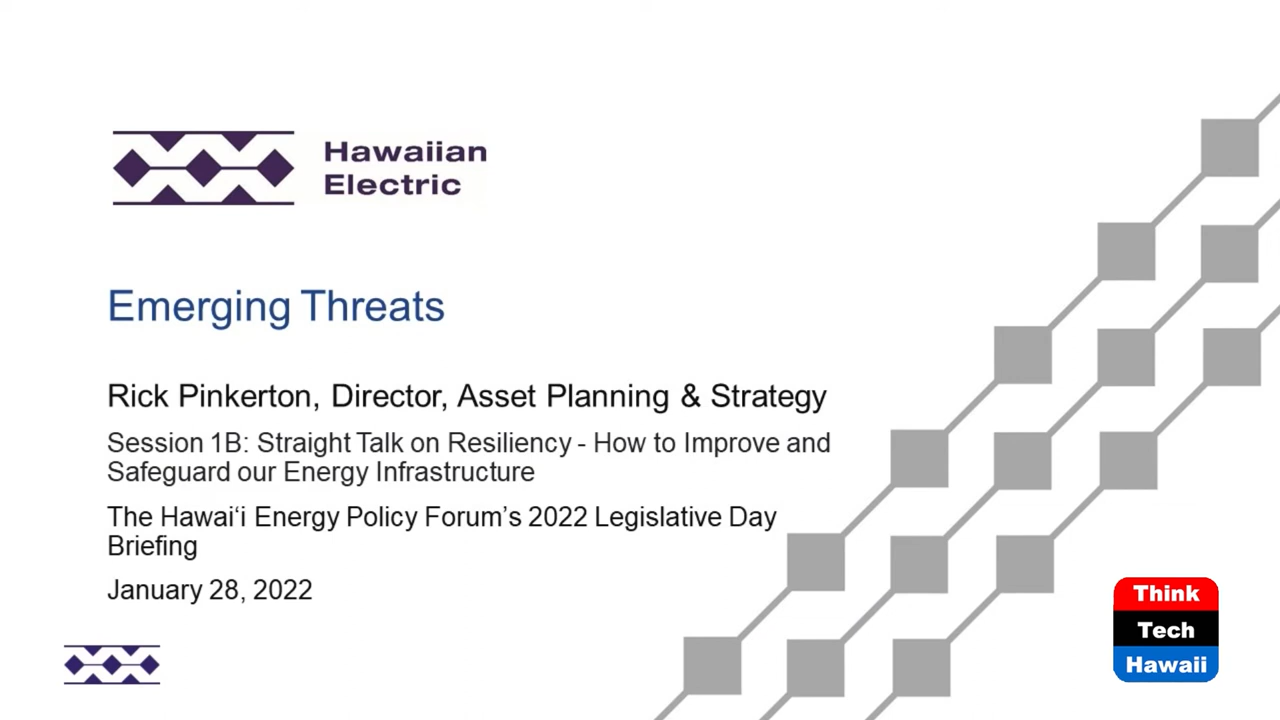 Hawaiian
Electric
Emerging Threats
Rick Pinkerton, Director, Asset Planning & Strategy
Session 1B: Straight Talk on Resiliency - How to Improve and
Safeguard our Energy Infrastructure
The Hawai‘i Energy Policy Forum’s 2022 Legislative Day
Briefing
January 28, 2022
Think
Tech
Hawaii